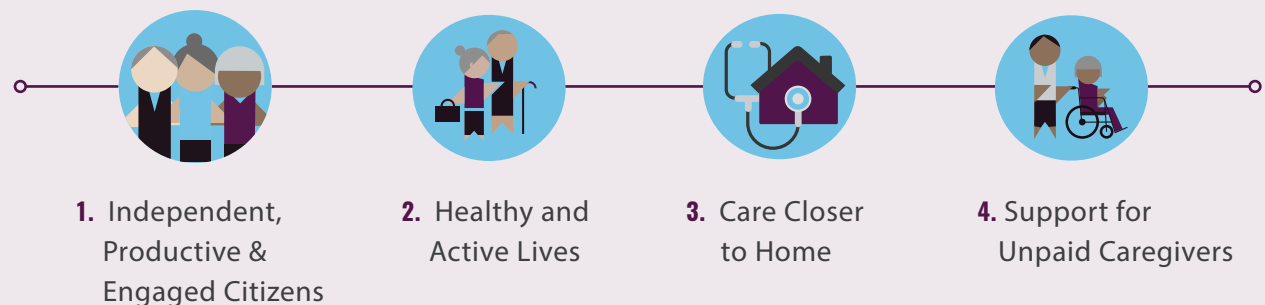 1. Independent,
Productive &
Engaged Citizens
2. Healthy and
Active Lives
3. Care Closer
to Home
4. Support for
Unpaid Caregivers